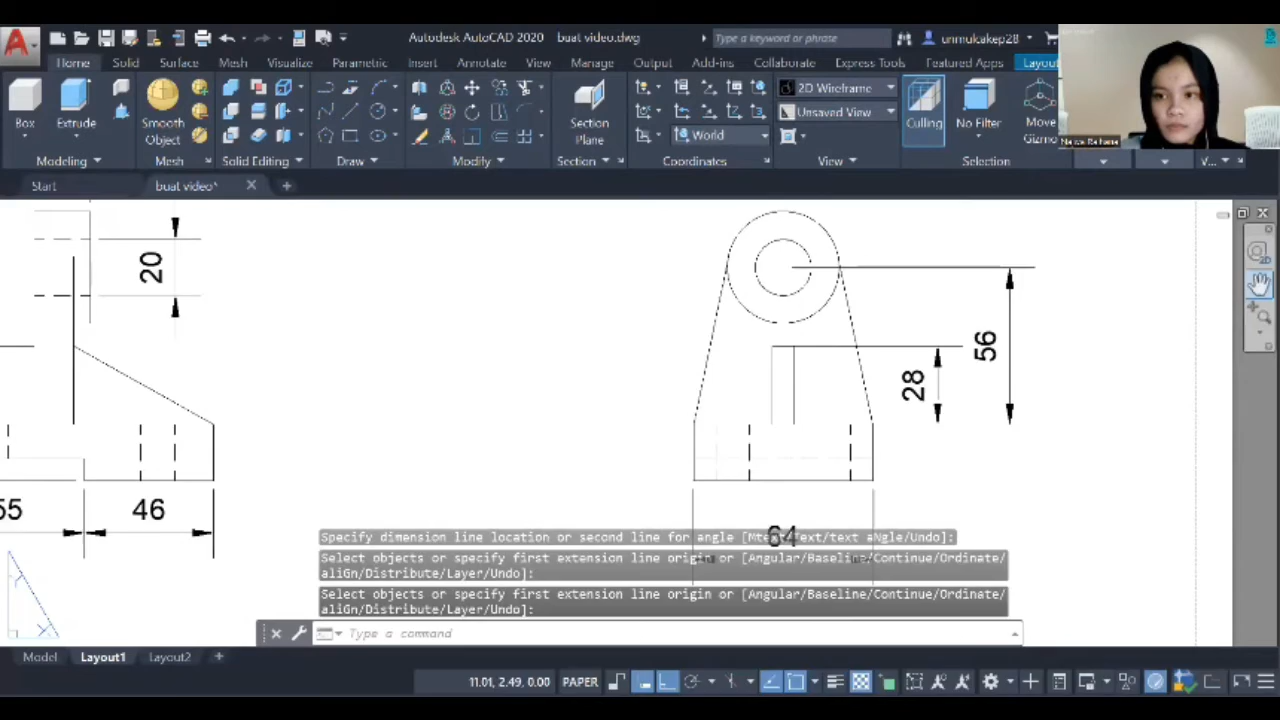 Autodesk AutoCAD 2020 buat video.dwg
Type a keyword or phrase
unmulcakep28
Home Solid Surface Mesh Visualize Parametric Insert Annotate View Manage Output Add-ins Collaborate Express Tools Featured Apps Layou
Box
Extrude
Smooth
Object
Section
Plane
2D Wireframe
Unsaved View
World
Culling
No Filter
Move
Gizmo
Modeling Mesh Solid Editing Draw Modify Section Coordinates View Selection V...
Start
buat video*
20
56
28
55
46
64
Specify dimension line location or second line for angle [Mtext/Text/text aNgle/Undo]:
Select objects or specify first extension line origin or [Angular/Baseline/Continue/Ordinate/
aliGn/Distribute/Layer/Undo]:
Select objects or specify first extension line origin or [Angular/Baseline/Continue/Ordinate/
aliGn/Distribute/Layer/Undo]:
Type a command
Model Layout1 Layout2
11.01, 2.49, 0.00 PAPER